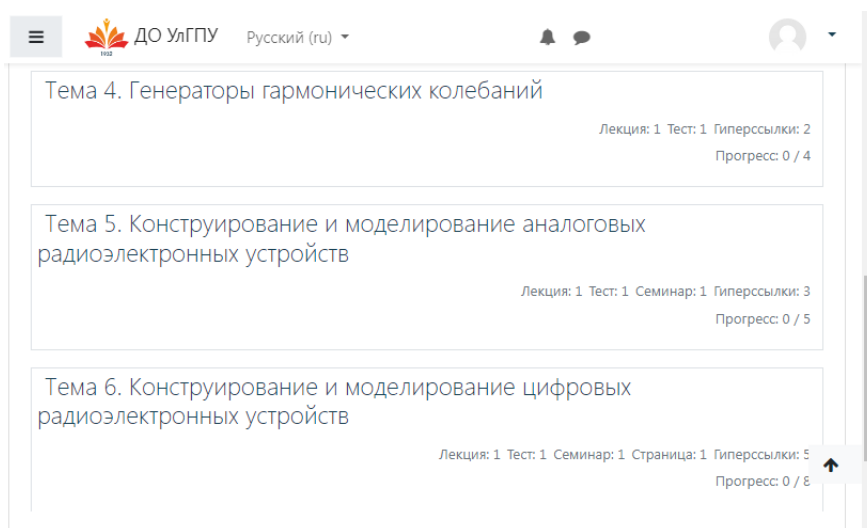 ДО УлГПУ Русский (ru)
1932
Тема 4. Генераторы гармонических колебаний
Лекция: 1 Тест: 1 Гиперссылки: 2
Прогресс: 0 / 4
Тема 5. Конструирование и моделирование аналоговых
радиоэлектронных устройств
Лекция: 1 Тест: 1 Семинар: 1 Гиперссылки: 3
Прогресс: 0 / 5
Тема 6. Конструирование и моделирование цифровых
радиоэлектронных устройств
Лекция: 1 Тест: 1 Семинар: 1 Страница: 1 Гиперссылки: 5
Прогресс: 0 / 8